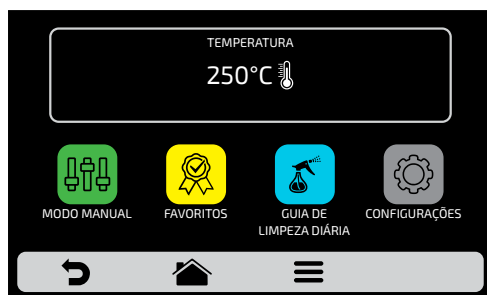 TEMPERATURA
250°C
MODO MANUAL
FAVORITOS
GUIA DE
LIMPEZA DIÁRIA
CONFIGURAÇÕES